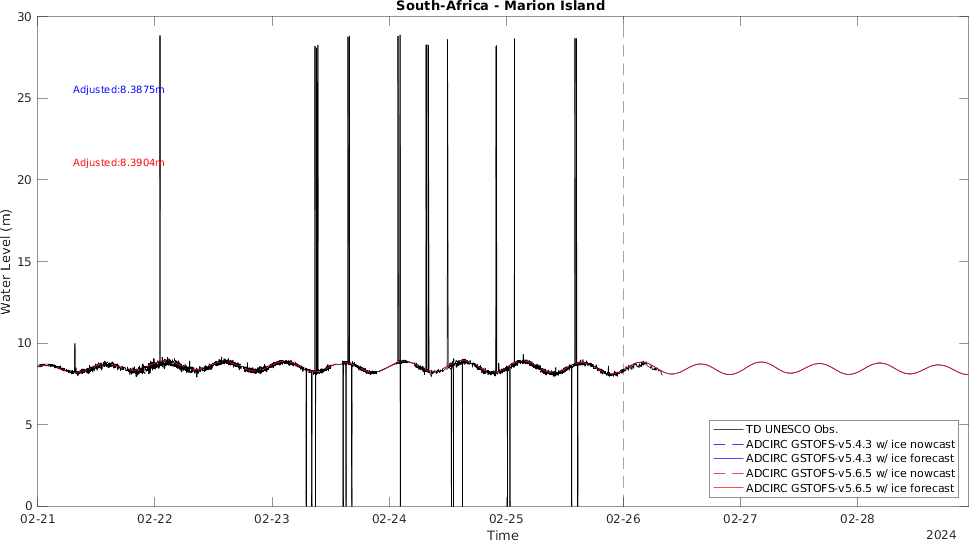 South-Africa - Marion Island
30
25
20
15
10
5
0
Water Level (m)
Adjusted:8.3875m
Adjusted:8.3904m
TD UNESCO Obs.
ADCIRC GSTOFS-v5.4.3 w/ ice nowcast
ADCIRC GSTOFS-v5.4.3 w/ ice forecast
ADCIRC GSTOFS-v5.6.5 w/ ice nowcast
ADCIRC GSTOFS-v5.6.5 w/ ice forecast
02-21 02-22 02-23 02-24 02-25 02-26 02-27 02-28
Time
2024